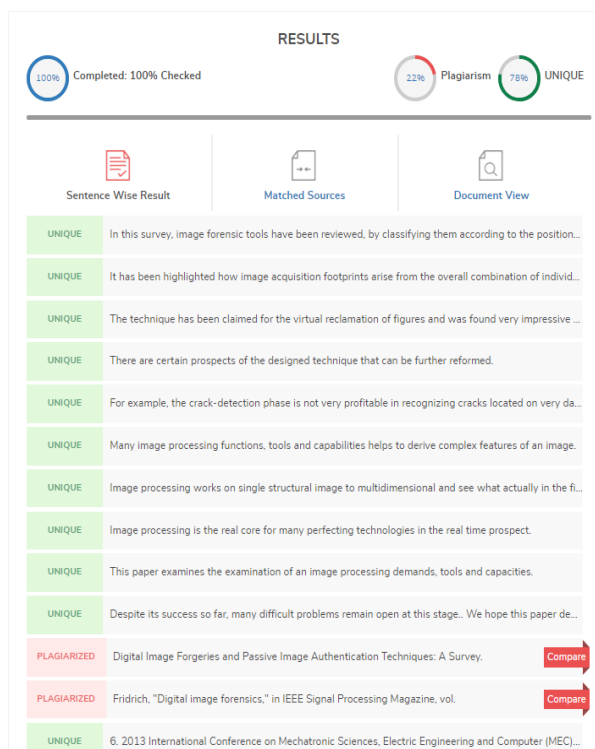 RESULTS
100% Completed: 100% Checked 22% Plagiarism 78% UNIQUE
Sentence Wise Result Matched Sources Document View
UNIQUE In this survey, image forensic tools have been reviewed, by classifying them according to the position...
UNIQUE It has been highlighted how image acquisition footprints arise from the overall combination of individ...
UNIQUE The technique has been claimed for the virtual reclamation of figures and was found very impressive ...
UNIQUE There are certain prospects of the designed technique that can be further reformed.
UNIQUE For example, the crack-detection phase is not very profitable in recognizing cracks located on very da...
UNIQUE Many image processing functions, tools and capabilities helps to derive complex features of an image.
UNIQUE Image processing works on single structural image to multidimensional and see what actually in the fi...
UNIQUE Image processing is the real core for many perfecting technologies in the real time prospect.
UNIQUE This paper examines the examination of an image processing demands, tools and capacities.
UNIQUE Despite its success so far, many difficult problems remain open at this stage.. We hope this paper de...
PLAGIARIZED Digital Image Forgeries and Passive Image Authentication Techniques: A Survey. Compare
PLAGIARIZED Fridrich, "Digital image forensics," in IEEE Signal Processing Magazine, vol. Compare
UNIQUE 6. 2013 International Conference on Mechatronic Sciences, Electric Engineering and Computer (MEC)...